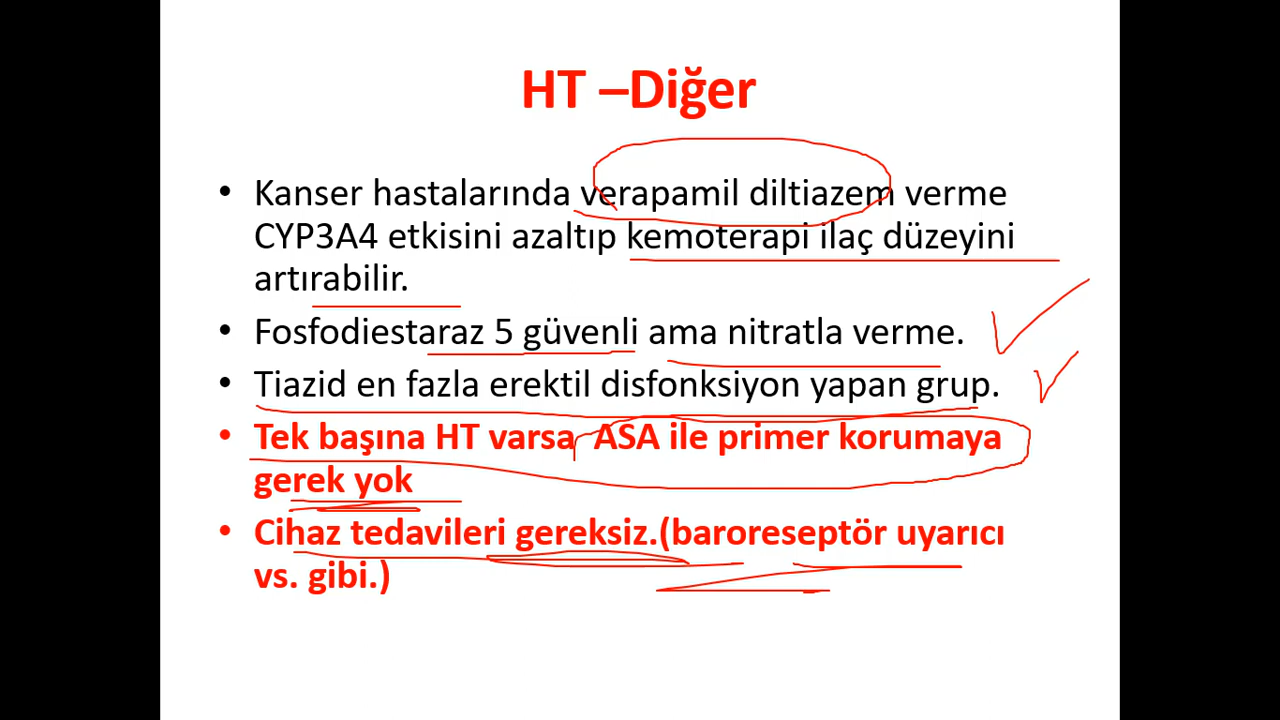 HT –Diğer
• Kanser hastalarında verapamil diltiazem verme
CYP3A4 etkisini azaltıp kemoterapi ilaç düzeyini
artırabilir.
• Fosfodiestaraz 5 güvenli ama nitratla verme.
• Tiazid en fazla erektil disfonksiyon yapan grup.
• Tek başına HT varsa ASA ile primer korumaya
gerek yok
• Cihaz tedavileri gereksiz.(baroreseptör uyarıcı
vs. gibi.)